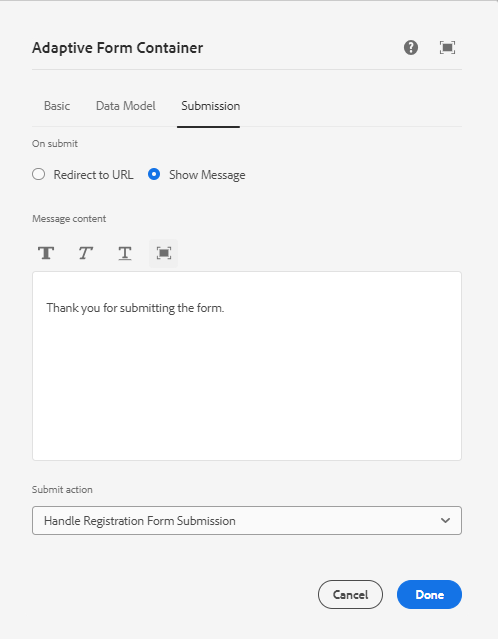 Adaptive Form Container
Basic Data Model Submission
On submit
Redirect to URL Show Message
Message content
T T T
Thank you for submitting the form.
Submit action
Handle Registration Form Submission
Cancel Done